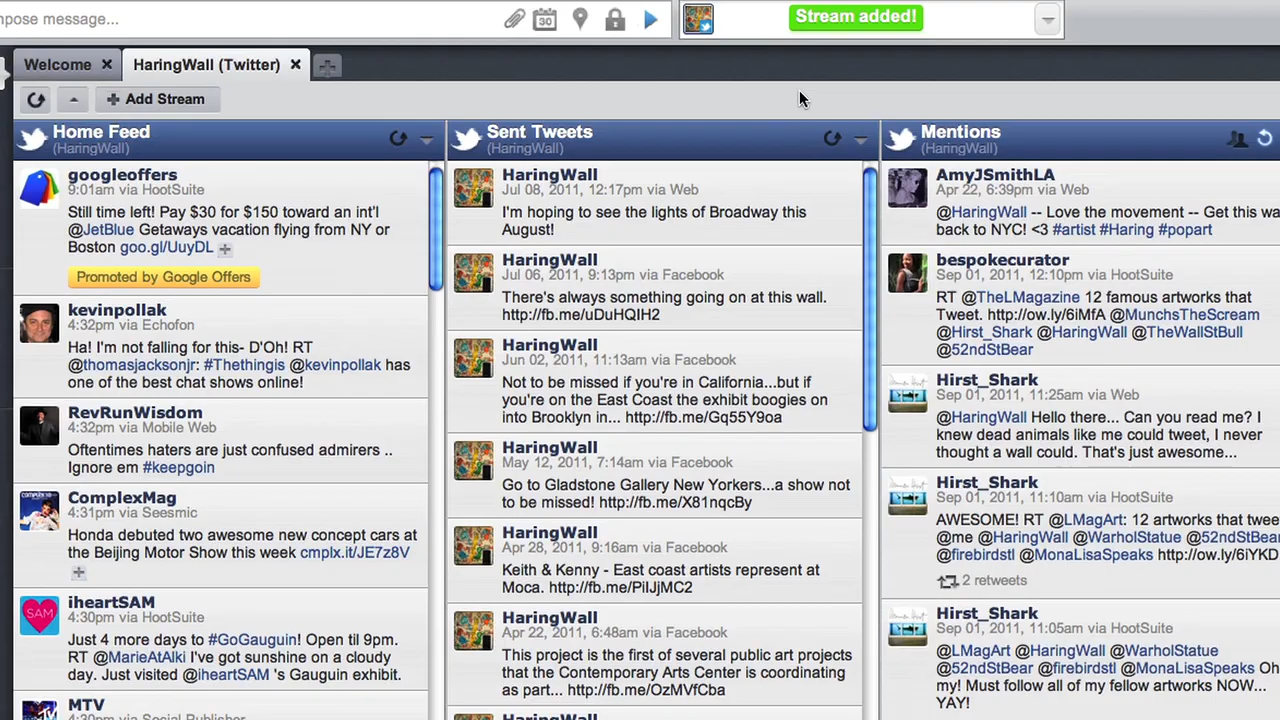 pose message...
30
Stream added!
Welcome
HaringWall (Twitter)
Add Stream
Home Feed
(HaringWall)
googleoffers
9:01am via HootSuite
Still time left! Pay $30 for $150 toward an int'l
@JetBlue Getaways vacation flying from NY or
Boston goo.gl/UuyDL
Promoted by Google Offers
kevinpollak
4:32pm via Echofon
Ha! I'm not falling for this- D'Oh! RT
@thomasjacksonjr: #Thethingis @kevinpollak has
one of the best chat shows online!
RevRunWisdom
4:32pm via Mobile Web
Oftentimes haters are just confused admirers ..
Ignore em #keepgoin
ComplexMag
4:31pm via Seesmic
Honda debuted two awesome new concept cars at
the Beijing Motor Show this week cmplx.it/JE7z8V
SAM
iheartSAM
4:30pm via HootSuite
Just 4 more days to #GoGauguin! Open til 9pm.
RT @MarieAtAlki I've got sunshine on a cloudy
day. Just visited @iheartSAM 's Gauguin exhibit.
MTV
4:30pm via Social Publisher
Sent Tweets
(HaringWall)
HaringWall
Jul 08, 2011, 12:17pm via Web
I'm hoping to see the lights of Broadway this
August!
HaringWall
Jul 06, 2011, 9:13pm via Facebook
There's always something going on at this wall.
http://fb.me/uDuHQIH2
HaringWall
Jun 02, 2011, 11:13am via Facebook
Not to be missed if you're in California...but if
you're on the East Coast the exhibit boogies on
into Brooklyn in... http://fb.me/Gq55Y9oa
HaringWall
May 12, 2011, 7:14am via Facebook
Go to Gladstone Gallery New Yorkers...a show not
to be missed! http://fb.me/X81nqcBy
HaringWall
Apr 28, 2011, 9:16am via Facebook
Keith & Kenny - East coast artists represent at
Moca. http://fb.me/PiIJjMC2
HaringWall
Apr 22, 2011, 6:48am via Facebook
This project is the first of several public art projects
that the Contemporary Arts Center is coordinating
as part... http://fb.me/OzMVfCba
HaringWall
Mentions
(HaringWall)
AmyJSmithLA
Apr 22, 6:39pm via Web
@HaringWall -- Love the movement -- Get this wa
back to NYC! <3 #artist #Haring #popart
bespokecurator
Sep 01, 2011, 12:10pm via HootSuite
RT @TheLMagazine 12 famous artworks that
Tweet. http://ow.ly/6iMfA @MunchsTheScream
@Hirst_Shark @HaringWall @TheWallStBull
@52ndStBear
Hirst_Shark
Sep 01, 2011, 11:25am via Web
@HaringWall Hello there... Can you read me? I
knew dead animals like me could tweet, I never
thought a wall could. That's just awesome...
Hirst_Shark
Sep 01, 2011, 11:10am via HootSuite
AWESOME! RT @LMagArt: 12 artworks that twee
@me! @HaringWall @WarholStatue @52ndStBea
@firebirdstl @MonaLisaSpeaks http://ow.ly/6iYKD
2 retweets
Hirst_Shark
Sep 01, 2011, 11:05am via HootSuite
@LMagArt @HaringWall @WarholStatue
@52ndStBear @firebirdstl @MonaLisaSpeaks Oh
my! Must follow all of my fellow artworks NOW...
YAY!